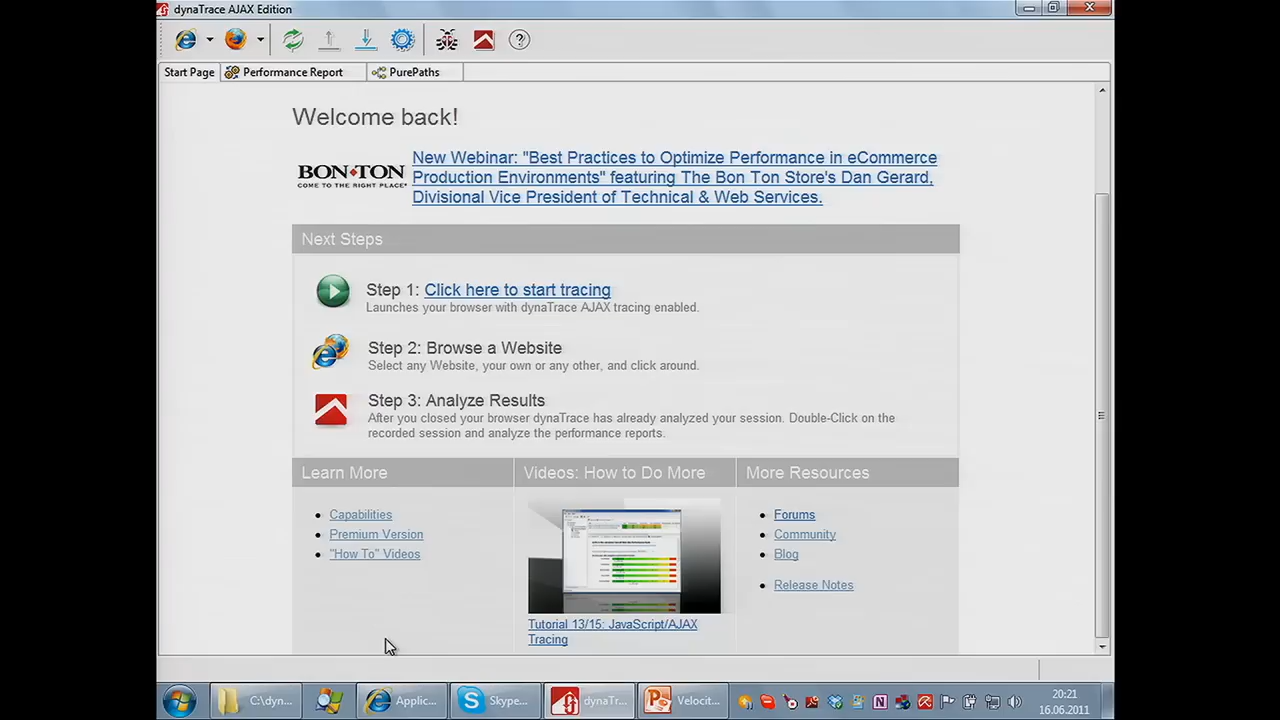 dynaTrace AJAX Edition
Start Page
Performance Report
PurePaths
Welcome back!
BON•TON
COME TO THE RIGHT PLACE.
New Webinar: "Best Practices to Optimize Performance in eCommerce
Production Environments" featuring The Bon Ton Store's Dan Gerard,
Divisional Vice President of Technical & Web Services.
Next Steps
Step 1: Click here to start tracing
Launches your browser with dynaTrace AJAX tracing enabled.
Step 2: Browse a Website
Select any Website, your own or any other, and click around.
Step 3: Analyze Results
After you closed your browser dynaTrace has already analyzed your session. Double-Click on the
recorded session and analyze the performance reports.
Learn More
Capabilities
Premium Version
"How To" Videos
Videos: How to Do More
Tutorial 13/15: JavaScript/AJAX
Tracing
More Resources
Forums
Community
Blog
Release Notes
C:\dyn...
Applic...
Skype...
dynaTr...
Velocit...
20:21
16.06.2011